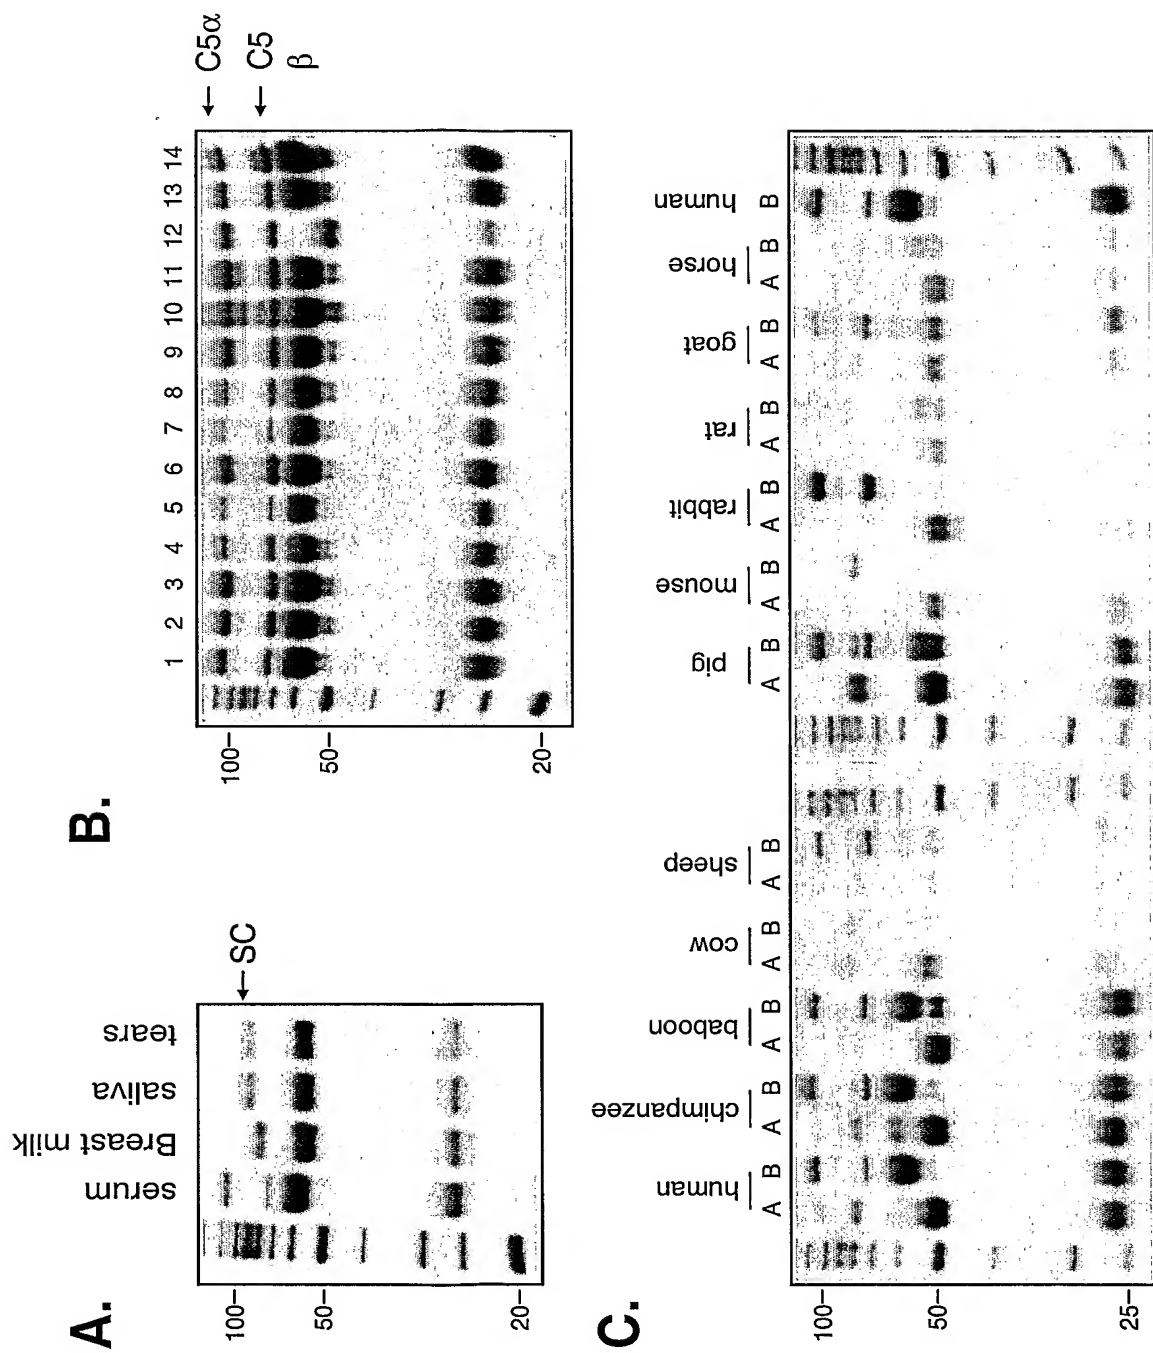 A.
serum
Breast milk
saliva
tears
100-
50-
20-
←SC
B.
1 2 3 4 5 6 7 8 9 10 11 12 13 14
100-
50-
20-
← C5α
← C5
β
C.
human chimpanzee baboon cow sheep pig mouse rabbit rat goat horse human
A B A B A B A B A B A B A B A B A B A B A B B
100-
50-
25-